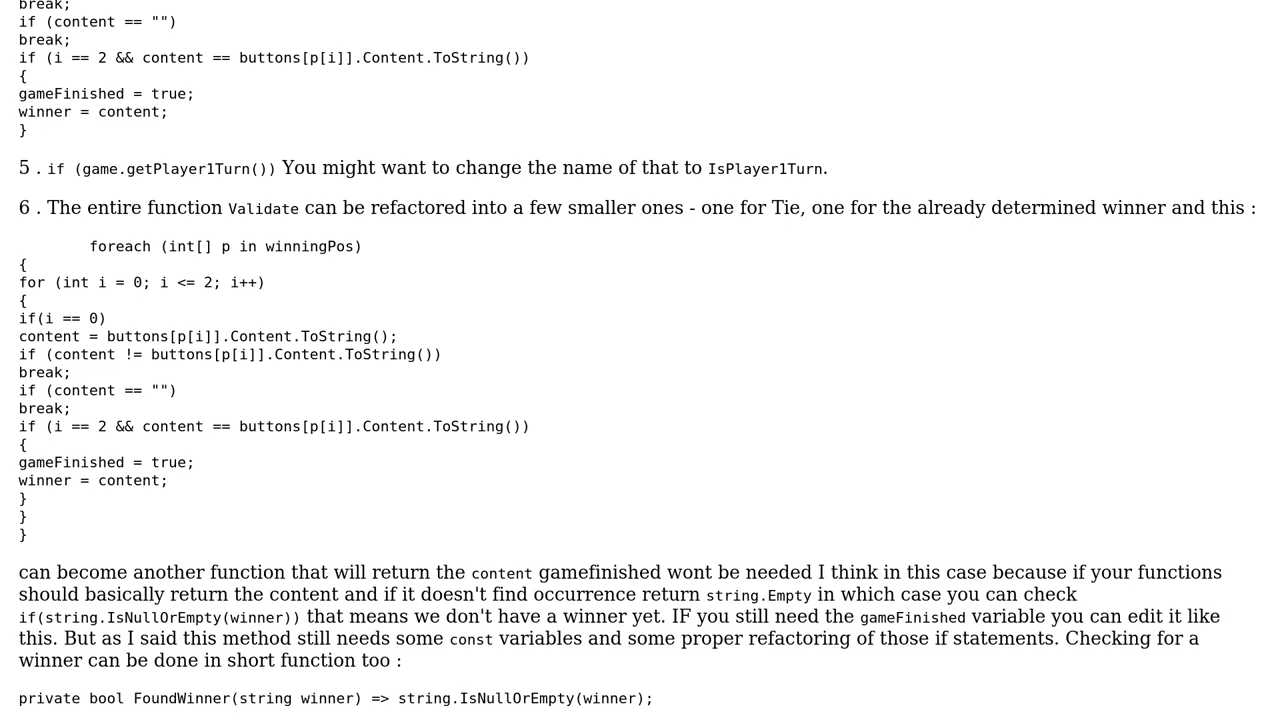 break;
if (content == "")
break;
if (i == 2 && content == buttons[p[i]].Content.ToString())
{
gameFinished = true;
winner = content;
}
5 . if (game.getPlayer1Turn()) You might want to change the name of that to IsPlayer1Turn.
6 . The entire function Validate can be refactored into a few smaller ones - one for Tie, one for the already determined winner and this :
foreach (int[] p in winningPos)
{
for (int i = 0; i <= 2; i++)
{
if(i == 0)
content = buttons[p[i]].Content.ToString();
if (content != buttons[p[i]].Content.ToString())
break;
if (content == "")
break;
if (i == 2 && content == buttons[p[i]].Content.ToString())
{
gameFinished = true;
winner = content;
}
}
}
can become another function that will return the content gamefinished wont be needed I think in this case because if your functions
should basically return the content and if it doesn't find occurrence return string.Empty in which case you can check
if(string.IsNullOrEmpty(winner)) that means we don't have a winner yet. IF you still need the gameFinished variable you can edit it like
this. But as I said this method still needs some const variables and some proper refactoring of those if statements. Checking for a
winner can be done in short function too :
private bool FoundWinner(string winner) => string.IsNullOrEmpty(winner);